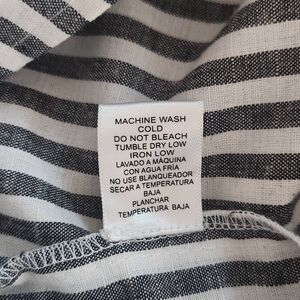 MACHINE WASH
COLD
DO NOT BLEACH
TUMBLE DRY LOW
IRON LOW
LAVADO A MÁQUINA
CON AGUA FRÍA
NO USE BLANQUEADOR
SECAR A TEMPERATURA
BAJA
PLANCHAR
TEMPERATURA BAJA